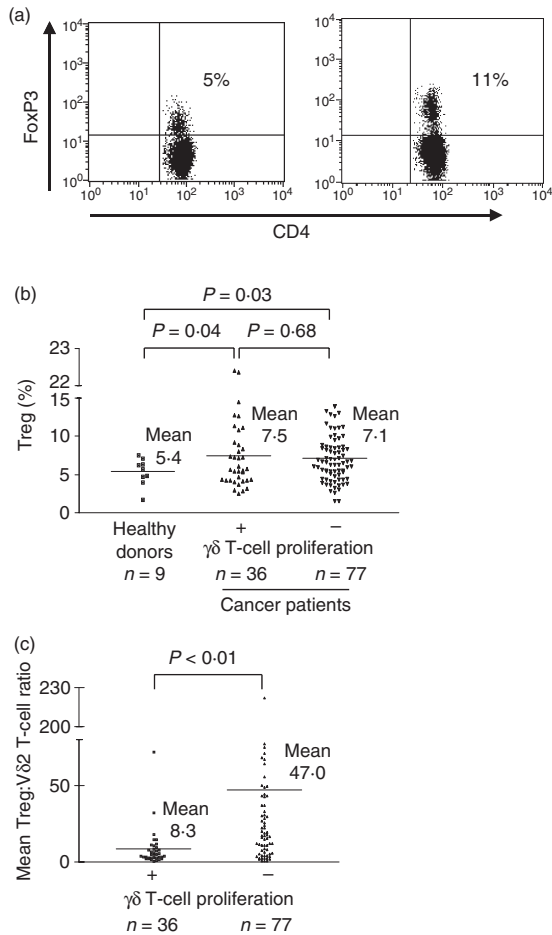 (a)
10⁴
10³
10²
10¹
10⁰
5%
10⁰ 10¹ 10² 10³ 10⁴
10⁴
10³
10²
10¹
10⁰
11%
10⁰ 10¹ 10² 10³ 10⁴
FoxP3
CD4
(b)
P = 0·03
P = 0·04
P = 0·68
23
22
15
10
5
0
Treg (%)
Mean
5·4
Mean
7·5
Mean
7·1
Healthy
donors
n = 9
+
−
γδ T-cell proliferation
n = 36
n = 77
Cancer patients
(c)
P < 0·01
230
200
50
0
Mean Treg:Vδ2 T-cell ratio
Mean
8·3
Mean
47·0
+
−
γδ T-cell proliferation
n = 36
n = 77